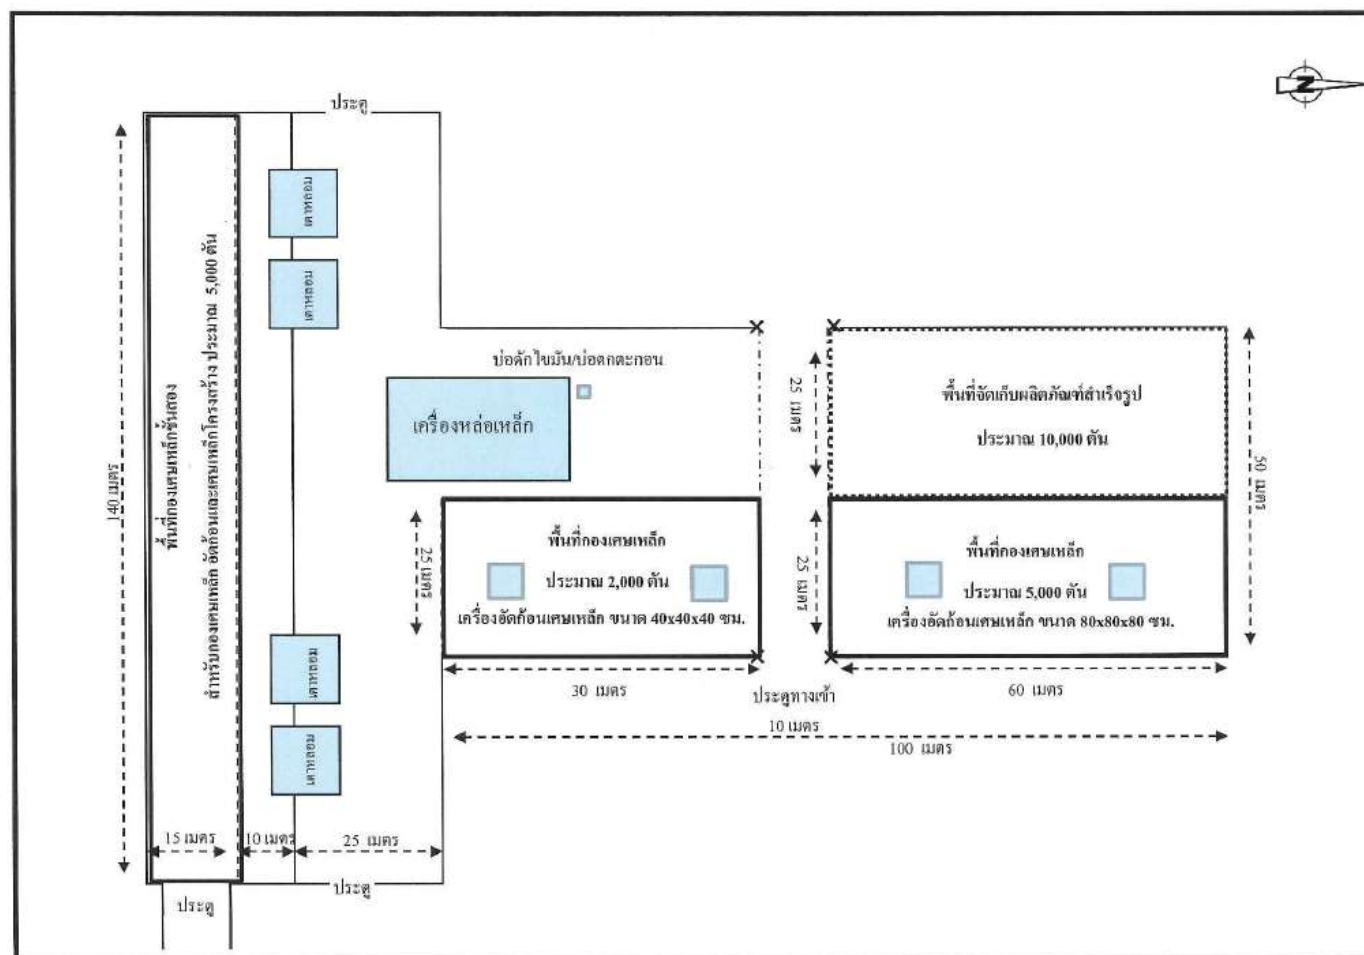 ประตู
N
เตาหลอม
เตาหลอม
พื้นที่กองเศษเหล็กชั้นสอง
สำหรับกองเศษเหล็ก อัดก้อนและเศษเหล็กโครงสร้าง ประมาณ 5,000 ตัน
140 เมตร
บ่อดักไขมัน/บ่อตกตะกอน
เครื่องหล่อเหล็ก
25 เมตร
พื้นที่จัดเก็บผลิตภัณฑ์สำเร็จรูป
ประมาณ 10,000 ตัน
50 เมตร
25 เมตร
พื้นที่กองเศษเหล็ก
ประมาณ 2,000 ตัน
เครื่องอัดก้อนเศษเหล็ก ขนาด 40x40x40 ซม.
25 เมตร
พื้นที่กองเศษเหล็ก
ประมาณ 5,000 ตัน
เครื่องอัดก้อนเศษเหล็ก ขนาด 80x80x80 ซม.
เตาหลอม
เตาหลอม
30 เมตร
ประตูทางเข้า
60 เมตร
10 เมตร
100 เมตร
15 เมตร
10 เมตร
25 เมตร
ประตู
ประตู